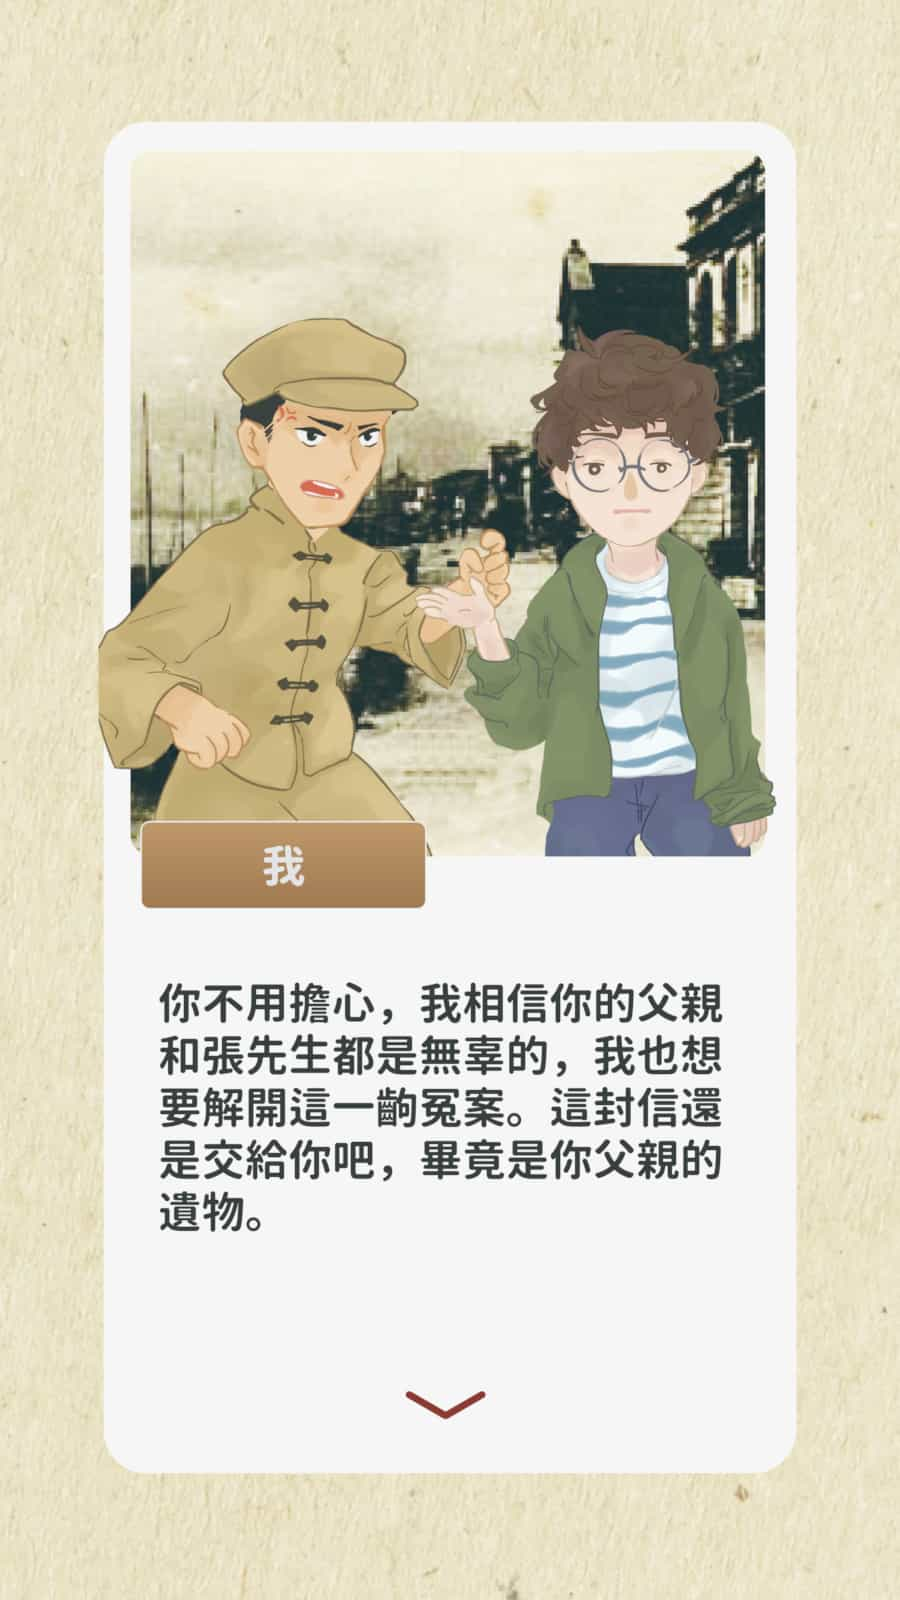 我
你不用擔心，我相信你的父親
和張先生都是無辜的，我也想
要解開這一齣冤案。這封信還
是交給你吧，畢竟是你父親的
遺物。